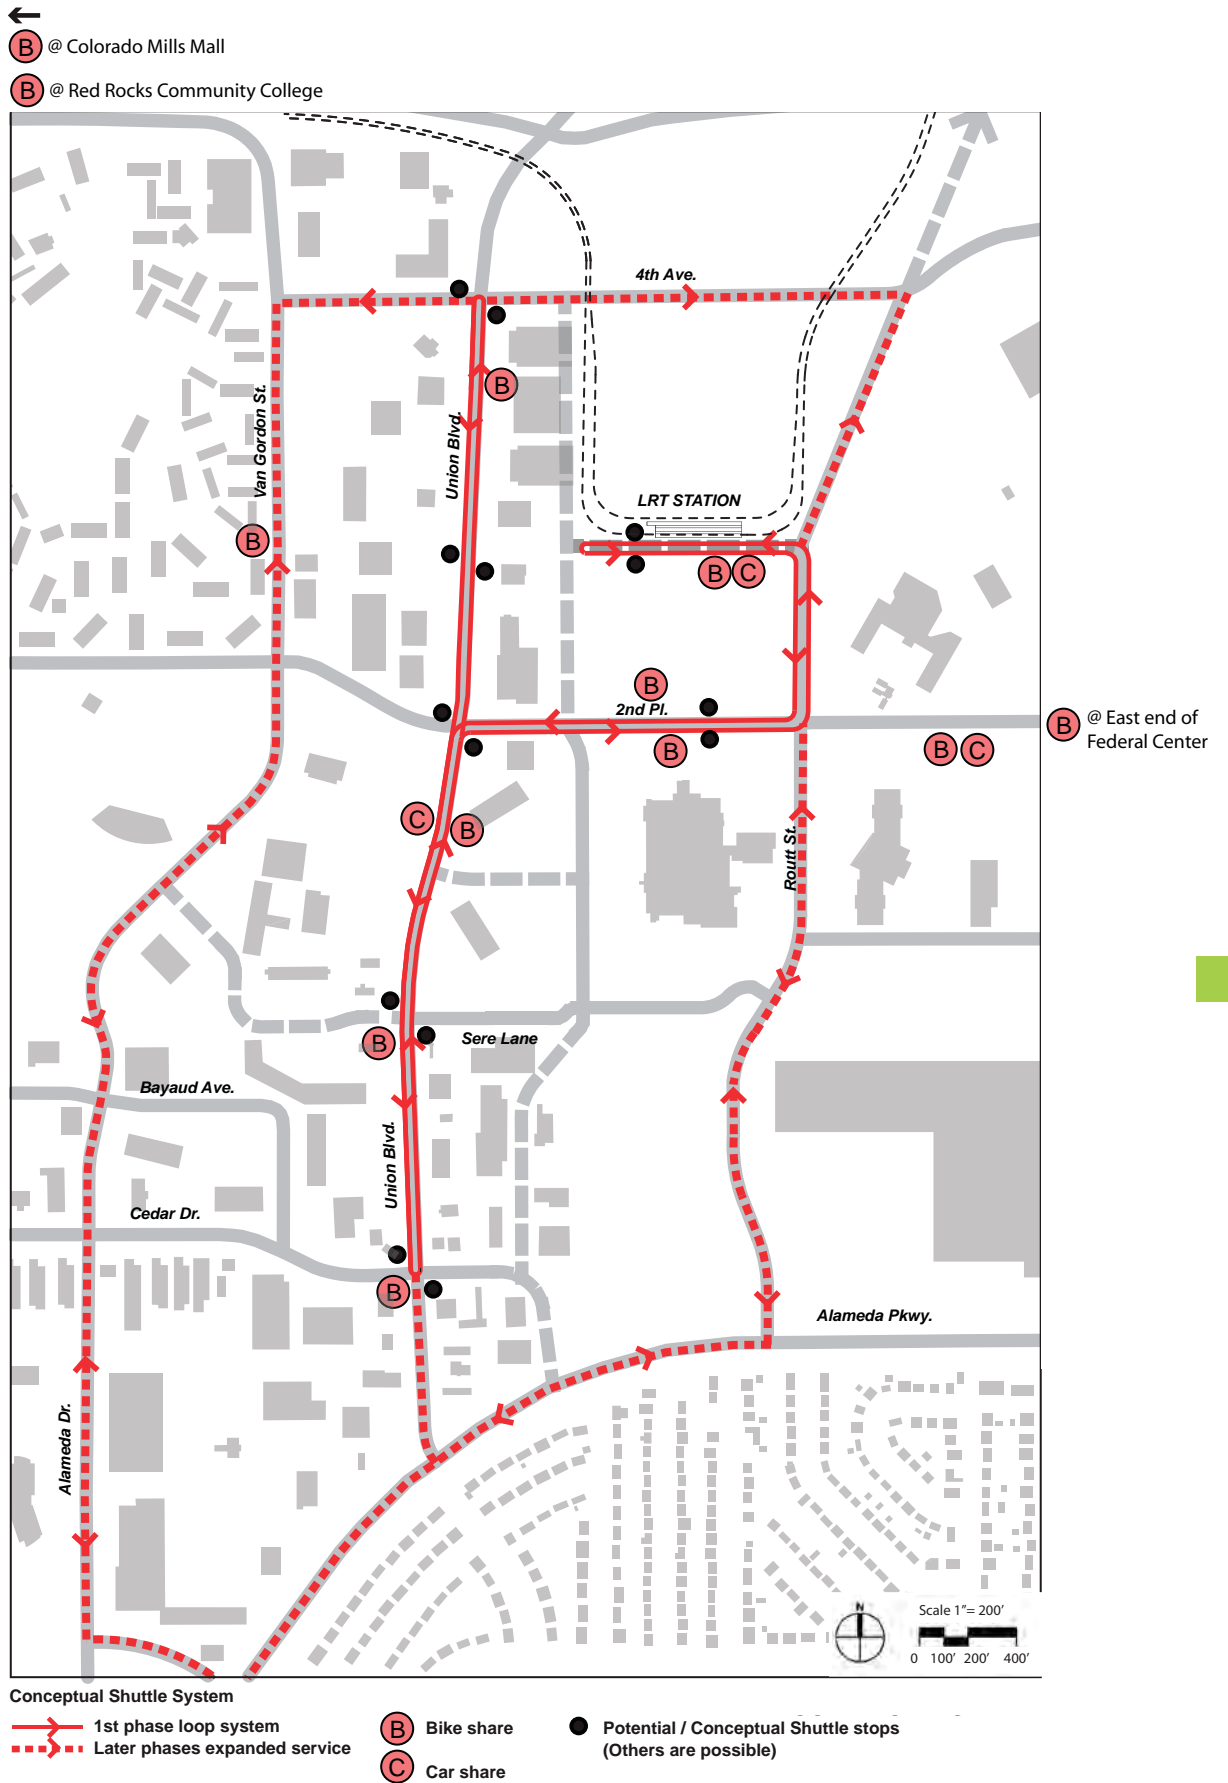 B @ Colorado Mills Mall
B @ Red Rocks Community College
4th Ave.
B
Van Gordon St.
Union Blvd.
LRT STATION
B
B C
B
2nd Pl.
B @ East end of
Federal Center
B
B C
C B
Routt St.
B
Sere Lane
Bayaud Ave.
Union Blvd.
Cedar Dr.
B
Alameda Pkwy.
Alameda Dr.
N
Scale 1"= 200'
0 100' 200' 400'
Conceptual Shuttle System
1st phase loop system
Later phases expanded service
B Bike share
C Car share
Potential / Conceptual Shuttle stops
(Others are possible)